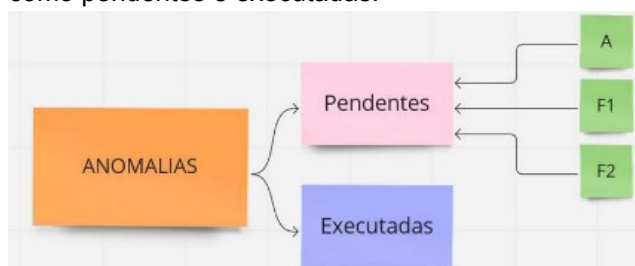 como pendentes e executadas.
A
Pendentes
F1
ANOMALIAS
F2
Executadas